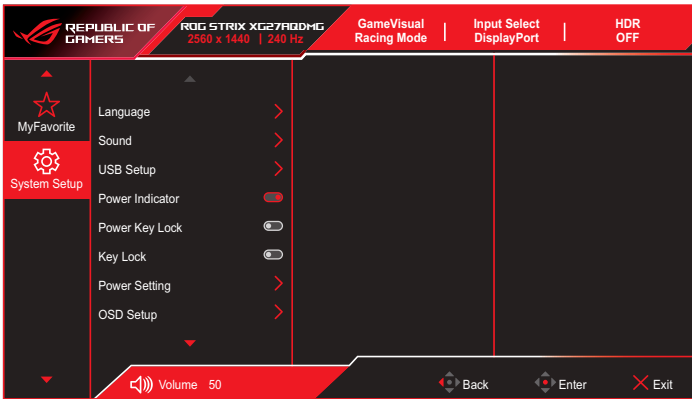 REPUBLIC OF
GAMERS
ROG STRIX XG27AQDMG
2560 x 1440 | 240 Hz
GameVisual
Racing Mode
Input Select
DisplayPort
HDR
OFF
MyFavorite
System Setup
Language
Sound
USB Setup
Power Indicator
Power Key Lock
Key Lock
Power Setting
OSD Setup
Volume 50
Back
Enter
Exit